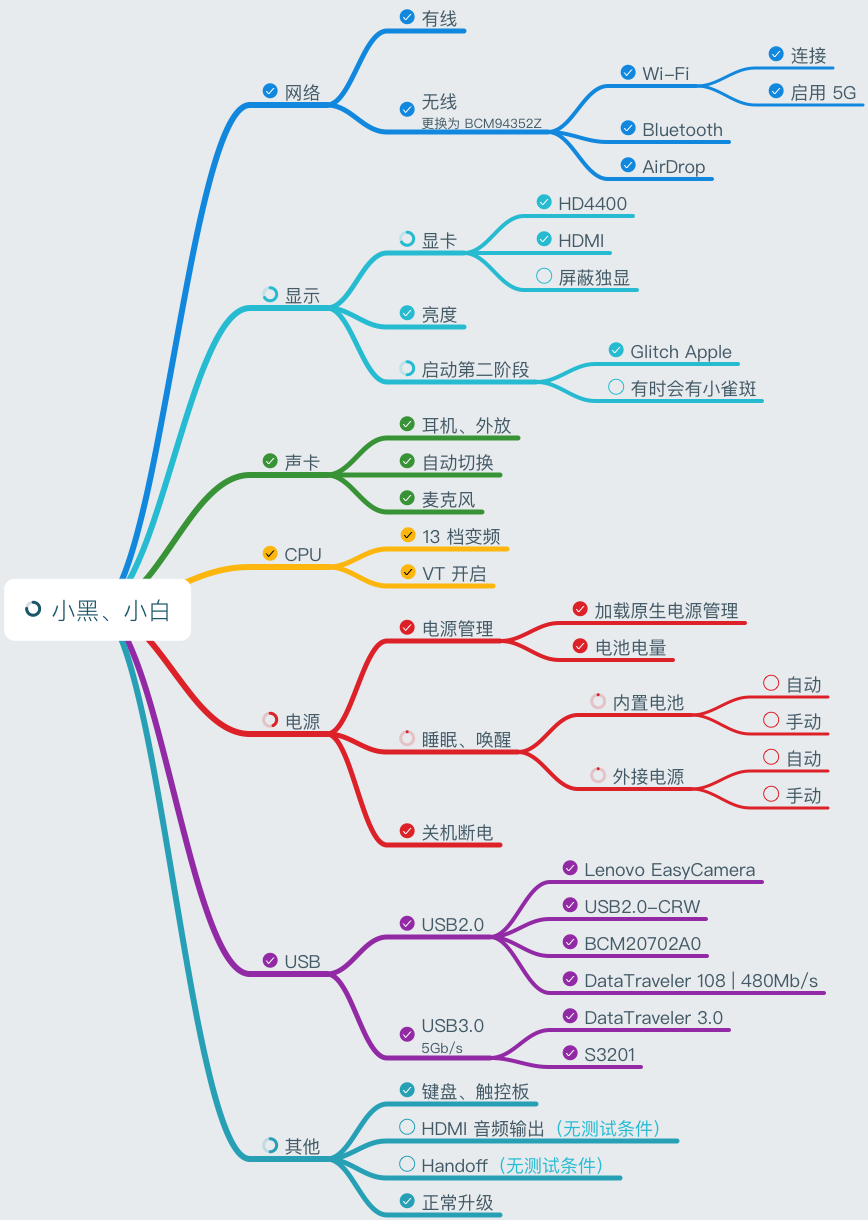 小黑、小白
网络
有线
无线
更换为 BCM94352Z
Wi-Fi
连接
启用 5G
Bluetooth
AirDrop
显示
显卡
HD4400
HDMI
屏蔽独显
亮度
启动第二阶段
Glitch Apple
有时会有小雀斑
声卡
耳机、外放
自动切换
麦克风
CPU
13 档变频
VT 开启
电源
电源管理
加载原生电源管理
电池电量
睡眠、唤醒
内置电池
自动
手动
外接电源
自动
手动
关机断电
USB
USB2.0
Lenovo EasyCamera
USB2.0-CRW
BCM20702A0
DataTraveler 108 | 480Mb/s
USB3.0
5Gb/s
DataTraveler 3.0
S3201
其他
键盘、触控板
HDMI 音频输出（无测试条件）
Handoff（无测试条件）
正常升级